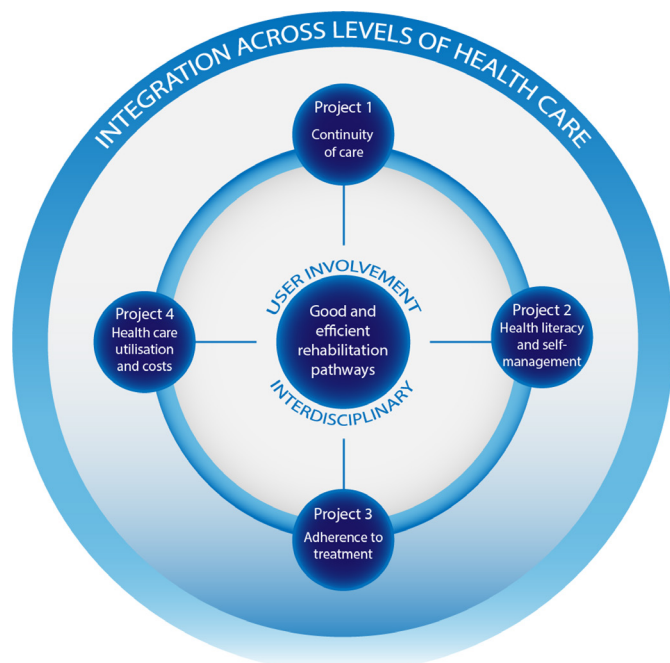 INTEGRATION ACROSS LEVELS OF HEALTH CARE
Project 1
Continuity
of care
Project 4
Health care
utilisation
and costs
USER INVOLVEMENT
Good and
efficient
rehabilitation
pathways
INTERDISCIPLINARY
Project 2
Health literacy
and self-
management
Project 3
Adherence to
treatment